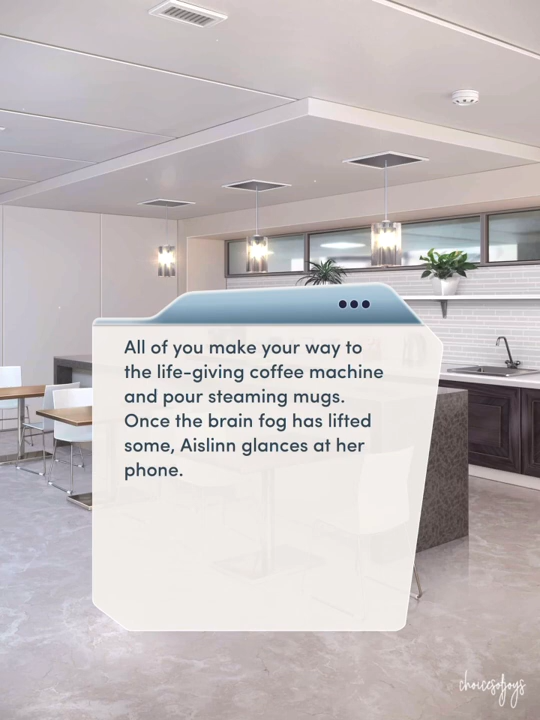 All of you make your way to
the life-giving coffee machine
and pour steaming mugs.
Once the brain fog has lifted
some, Aislinn glances at her
phone.
choicesofjoys